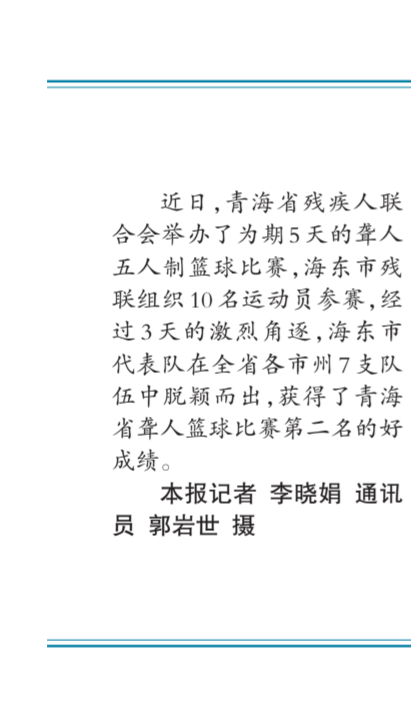 近日,青海省残疾人联
合会举办了为期5天的聋人
五人制篮球比赛,海东市残
联组织10名运动员参赛,经
过3天的激烈角逐,海东市
代表队在全省各市州7支队
伍中脱颖而出,获得了青海
省聋人篮球比赛第二名的好
成绩。
本报记者 李晓娟 通讯
员 郭岩世 摄